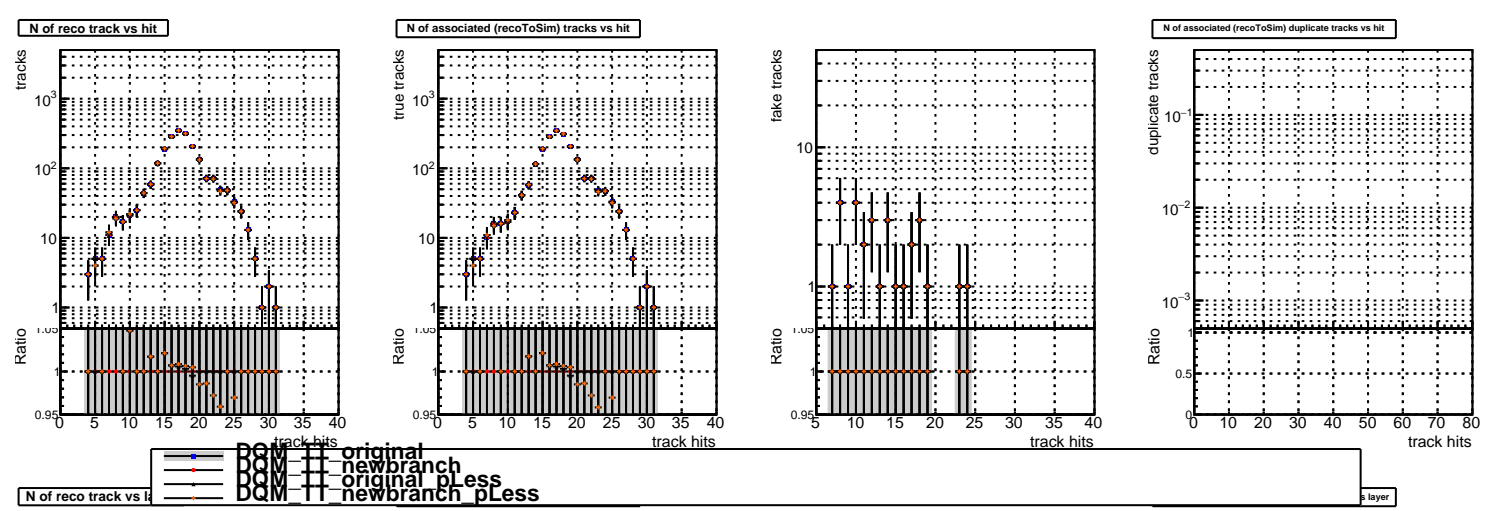 N of reco track vs hit
N of associated (recoToSim) tracks vs hit
N of associated (recoToSim) duplicate tracks vs hit
tracks
10³
10²
10
1
Ratio
1.05
1
0.95
0 5 10 15 20 25 30 35 40
track hits
true tracks
10³
10²
10
1
Ratio
1.05
1
0.95
0 5 10 15 20 25 30 35 40
track hits
fake tracks
10
1
Ratio
1.05
1
0.95
5 10 15 20 25 30 35 40
track hits
duplicate tracks
10⁻¹
10⁻²
10⁻³
Ratio
1
0.5
0
0 10 20 30 40 50 60 70 80
track hits
DQM_TT_original
DQM_TT_newbranch
DQM_TT_original_pLess
DQM_TT_newbranch_pLess
N of reco track vs la
s layer